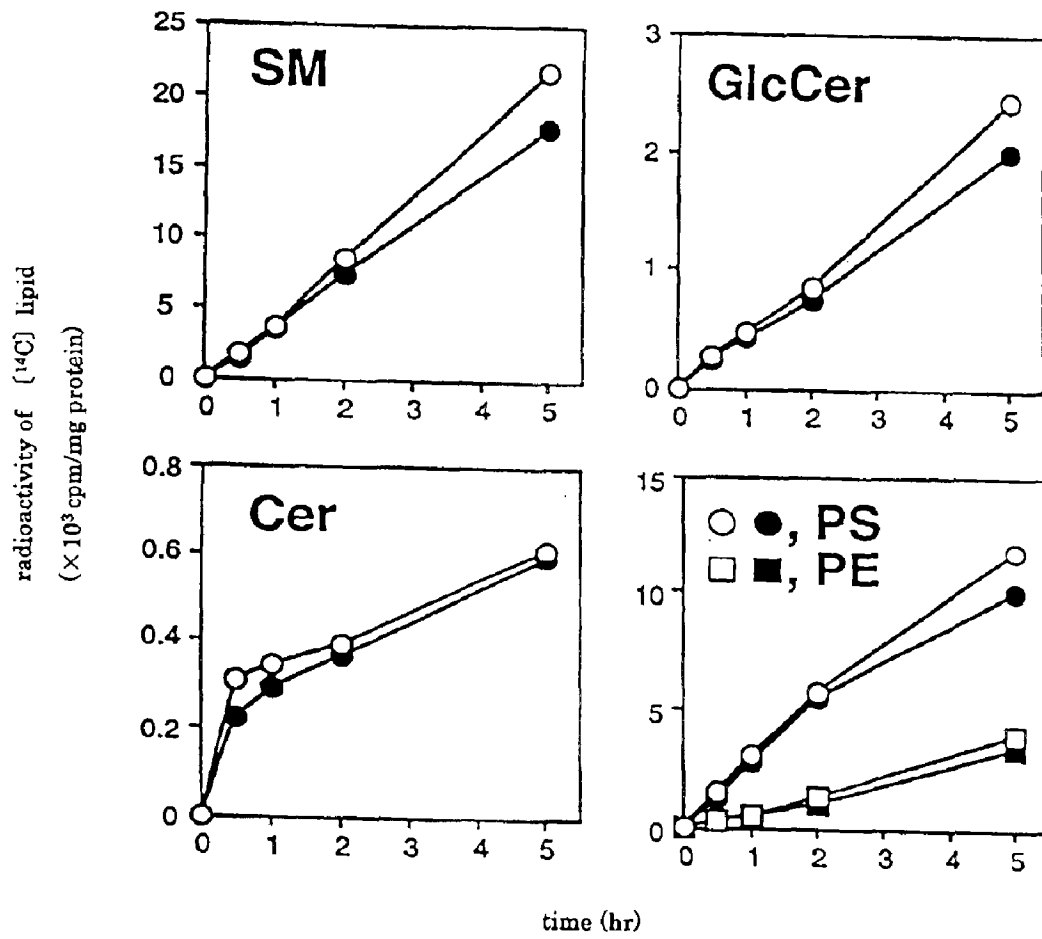 radioactivity of [¹⁴C] lipid
(×10³ cpm/mg protein)
SM
25
20
15
10
5
0
0 1 2 3 4 5
GlcCer
3
2
1
0
0 1 2 3 4 5
Cer
0.8
0.6
0.4
0.2
0
0 1 2 3 4 5
, PS
, PE
15
10
5
0
0 1 2 3 4 5
time (hr)